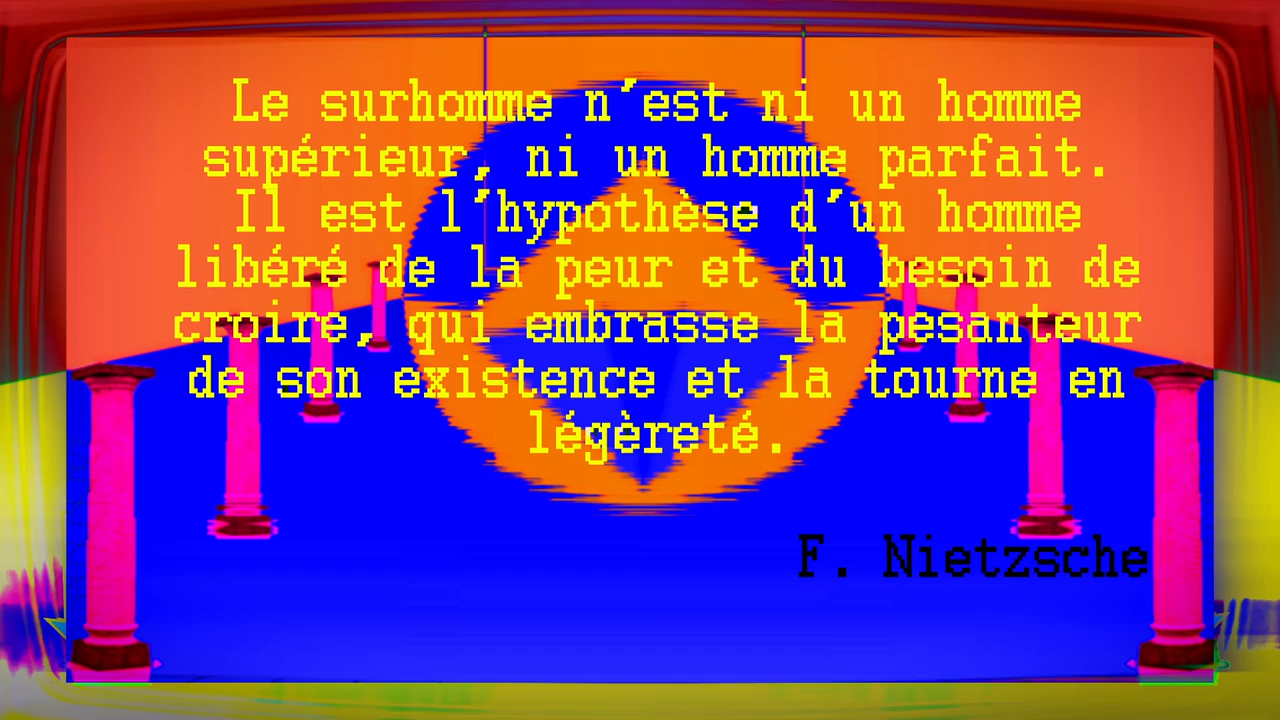 Le surhomme n'est ni un homme
supérieur, ni un homme parfait.
Il est l'hypothèse d'un homme
libéré de la peur et du besoin de
croire, qui embrasse la pesanteur
de son existence et la tourne en
légèreté.
F. Nietzsche